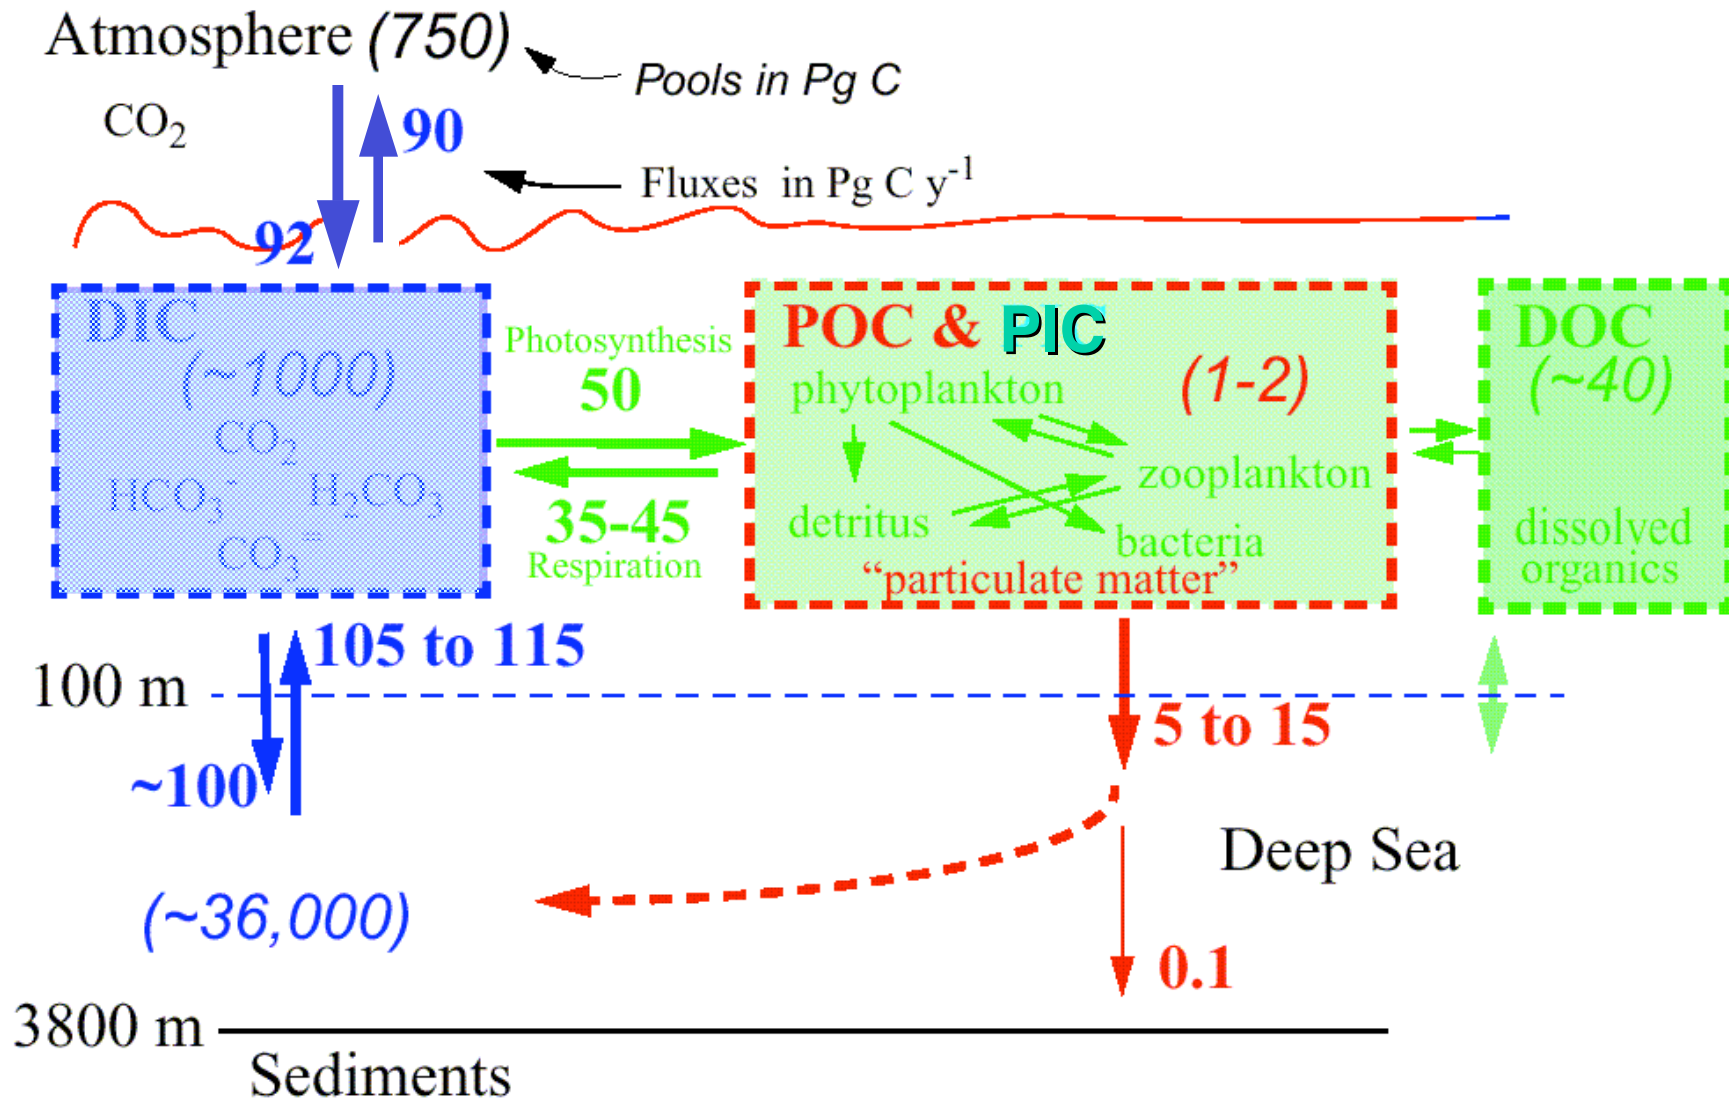 Atmosphere (750)
Pools in Pg C
CO₂
90
Fluxes in Pg C y⁻¹
92
DIC
(~1000)
CO₂
HCO₃⁻ H₂CO₃
CO₃⁼
Photosynthesis
50
35-45
Respiration
POC & PIC
(1-2)
phytoplankton
zooplankton
detritus
bacteria
“particulate matter”
DOC
(~40)
dissolved
organics
105 to 115
100 m
~100
5 to 15
Deep Sea
(~36,000)
0.1
3800 m
Sediments